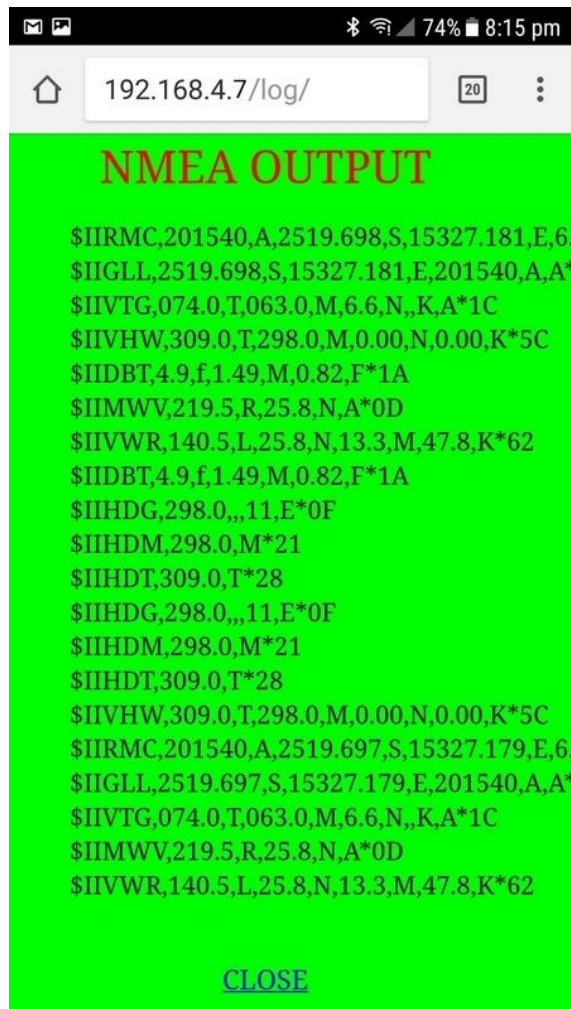 74% 8:15 pm
192.168.4.7/log/
20
NMEA OUTPUT
$IIRMC,201540,A,2519.698,S,15327.181,E,6.
$IIGLL,2519.698,S,15327.181,E,201540,A,A*
$IIVTG,074.0,T,063.0,M,6.6,N,,K,A*1C
$IIVHW,309.0,T,298.0,M,0.00,N,0.00,K*5C
$IIDBT,4.9,f,1.49,M,0.82,F*1A
$IIMWV,219.5,R,25.8,N,A*0D
$IIVWR,140.5,L,25.8,N,13.3,M,47.8,K*62
$IIDBT,4.9,f,1.49,M,0.82,F*1A
$IIHDG,298.0,,,11,E*0F
$IIHDM,298.0,M*21
$IIHDT,309.0,T*28
$IIHDG,298.0,,,11,E*0F
$IIHDM,298.0,M*21
$IIHDT,309.0,T*28
$IIVHW,309.0,T,298.0,M,0.00,N,0.00,K*5C
$IIRMC,201540,A,2519.697,S,15327.179,E,6.
$IIGLL,2519.697,S,15327.179,E,201540,A,A*
$IIVTG,074.0,T,063.0,M,6.6,N,,K,A*1C
$IIMWV,219.5,R,25.8,N,A*0D
$IIVWR,140.5,L,25.8,N,13.3,M,47.8,K*62
CLOSE